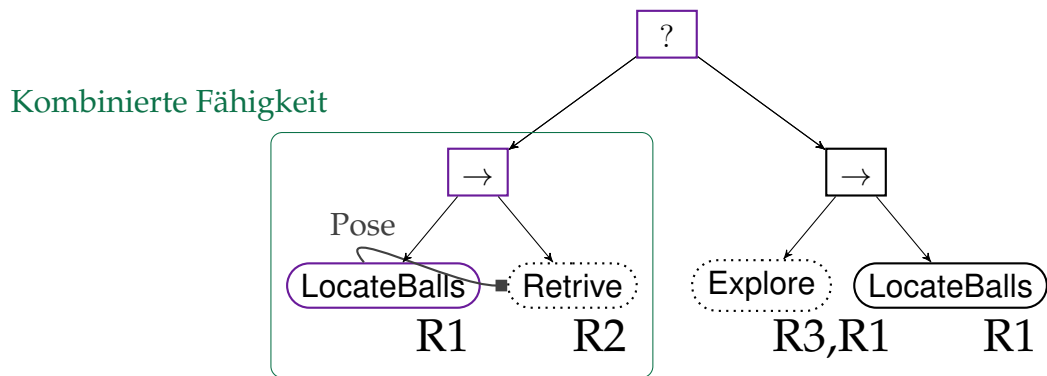 ?
Kombinierte Fähigkeit
→
→
Pose
LocateBalls
Retrive
Explore
LocateBalls
R1
R2
R3,R1
R1